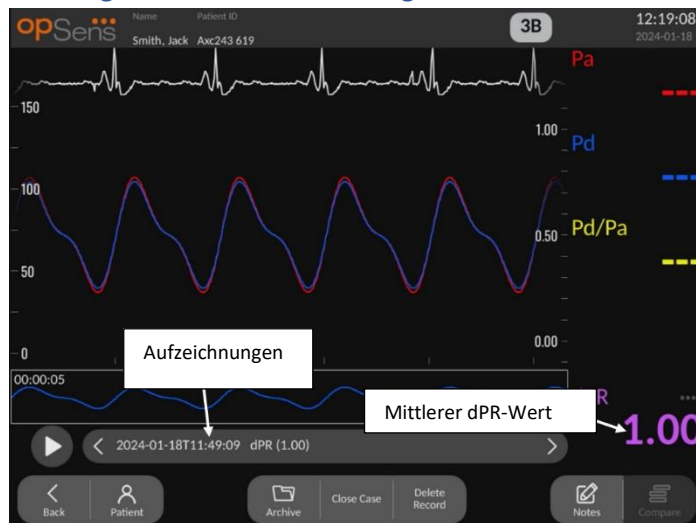 opSens
Name Patient ID
Smith, Jack Axc243 619
3B
12:19:08
2024-01-18
Pa
150
1.00
Pd
100
Pd/Pa
0.50
50
0.00
0
Aufzeichnungen
00:00:05
Mittlerer dPR-Wert
R
1.00
2024-01-18T11:49:09 dPR (1.00)
Back
Patient
Archive
Close Case
Delete
Record
Notes
Compare